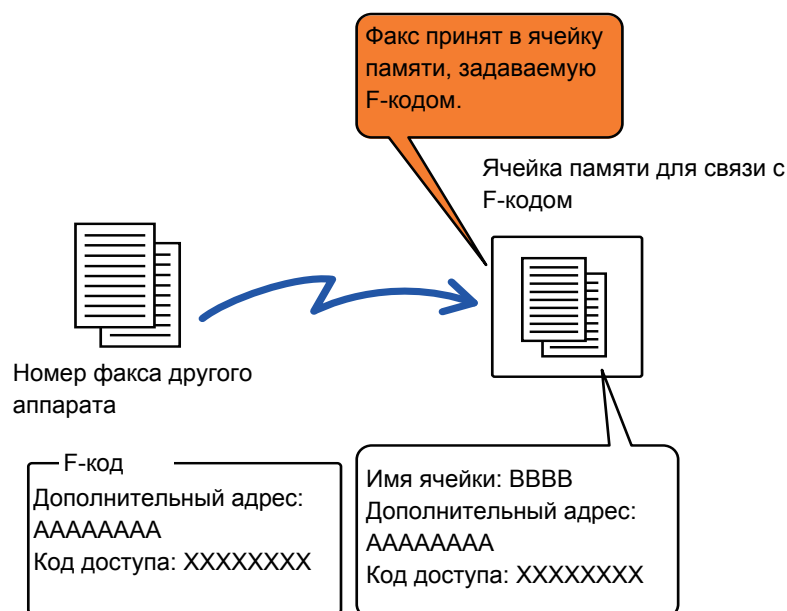 Факс принят в ячейку
памяти, задаваемую
F-кодом.
Ячейка памяти для связи с
F-кодом
Номер факса другого
аппарата
F-код
Дополнительный адрес:
AAAAAAAA
Код доступа: XXXXXXXX
Имя ячейки: BBBB
Дополнительный адрес:
AAAAAAAA
Код доступа: XXXXXXXX